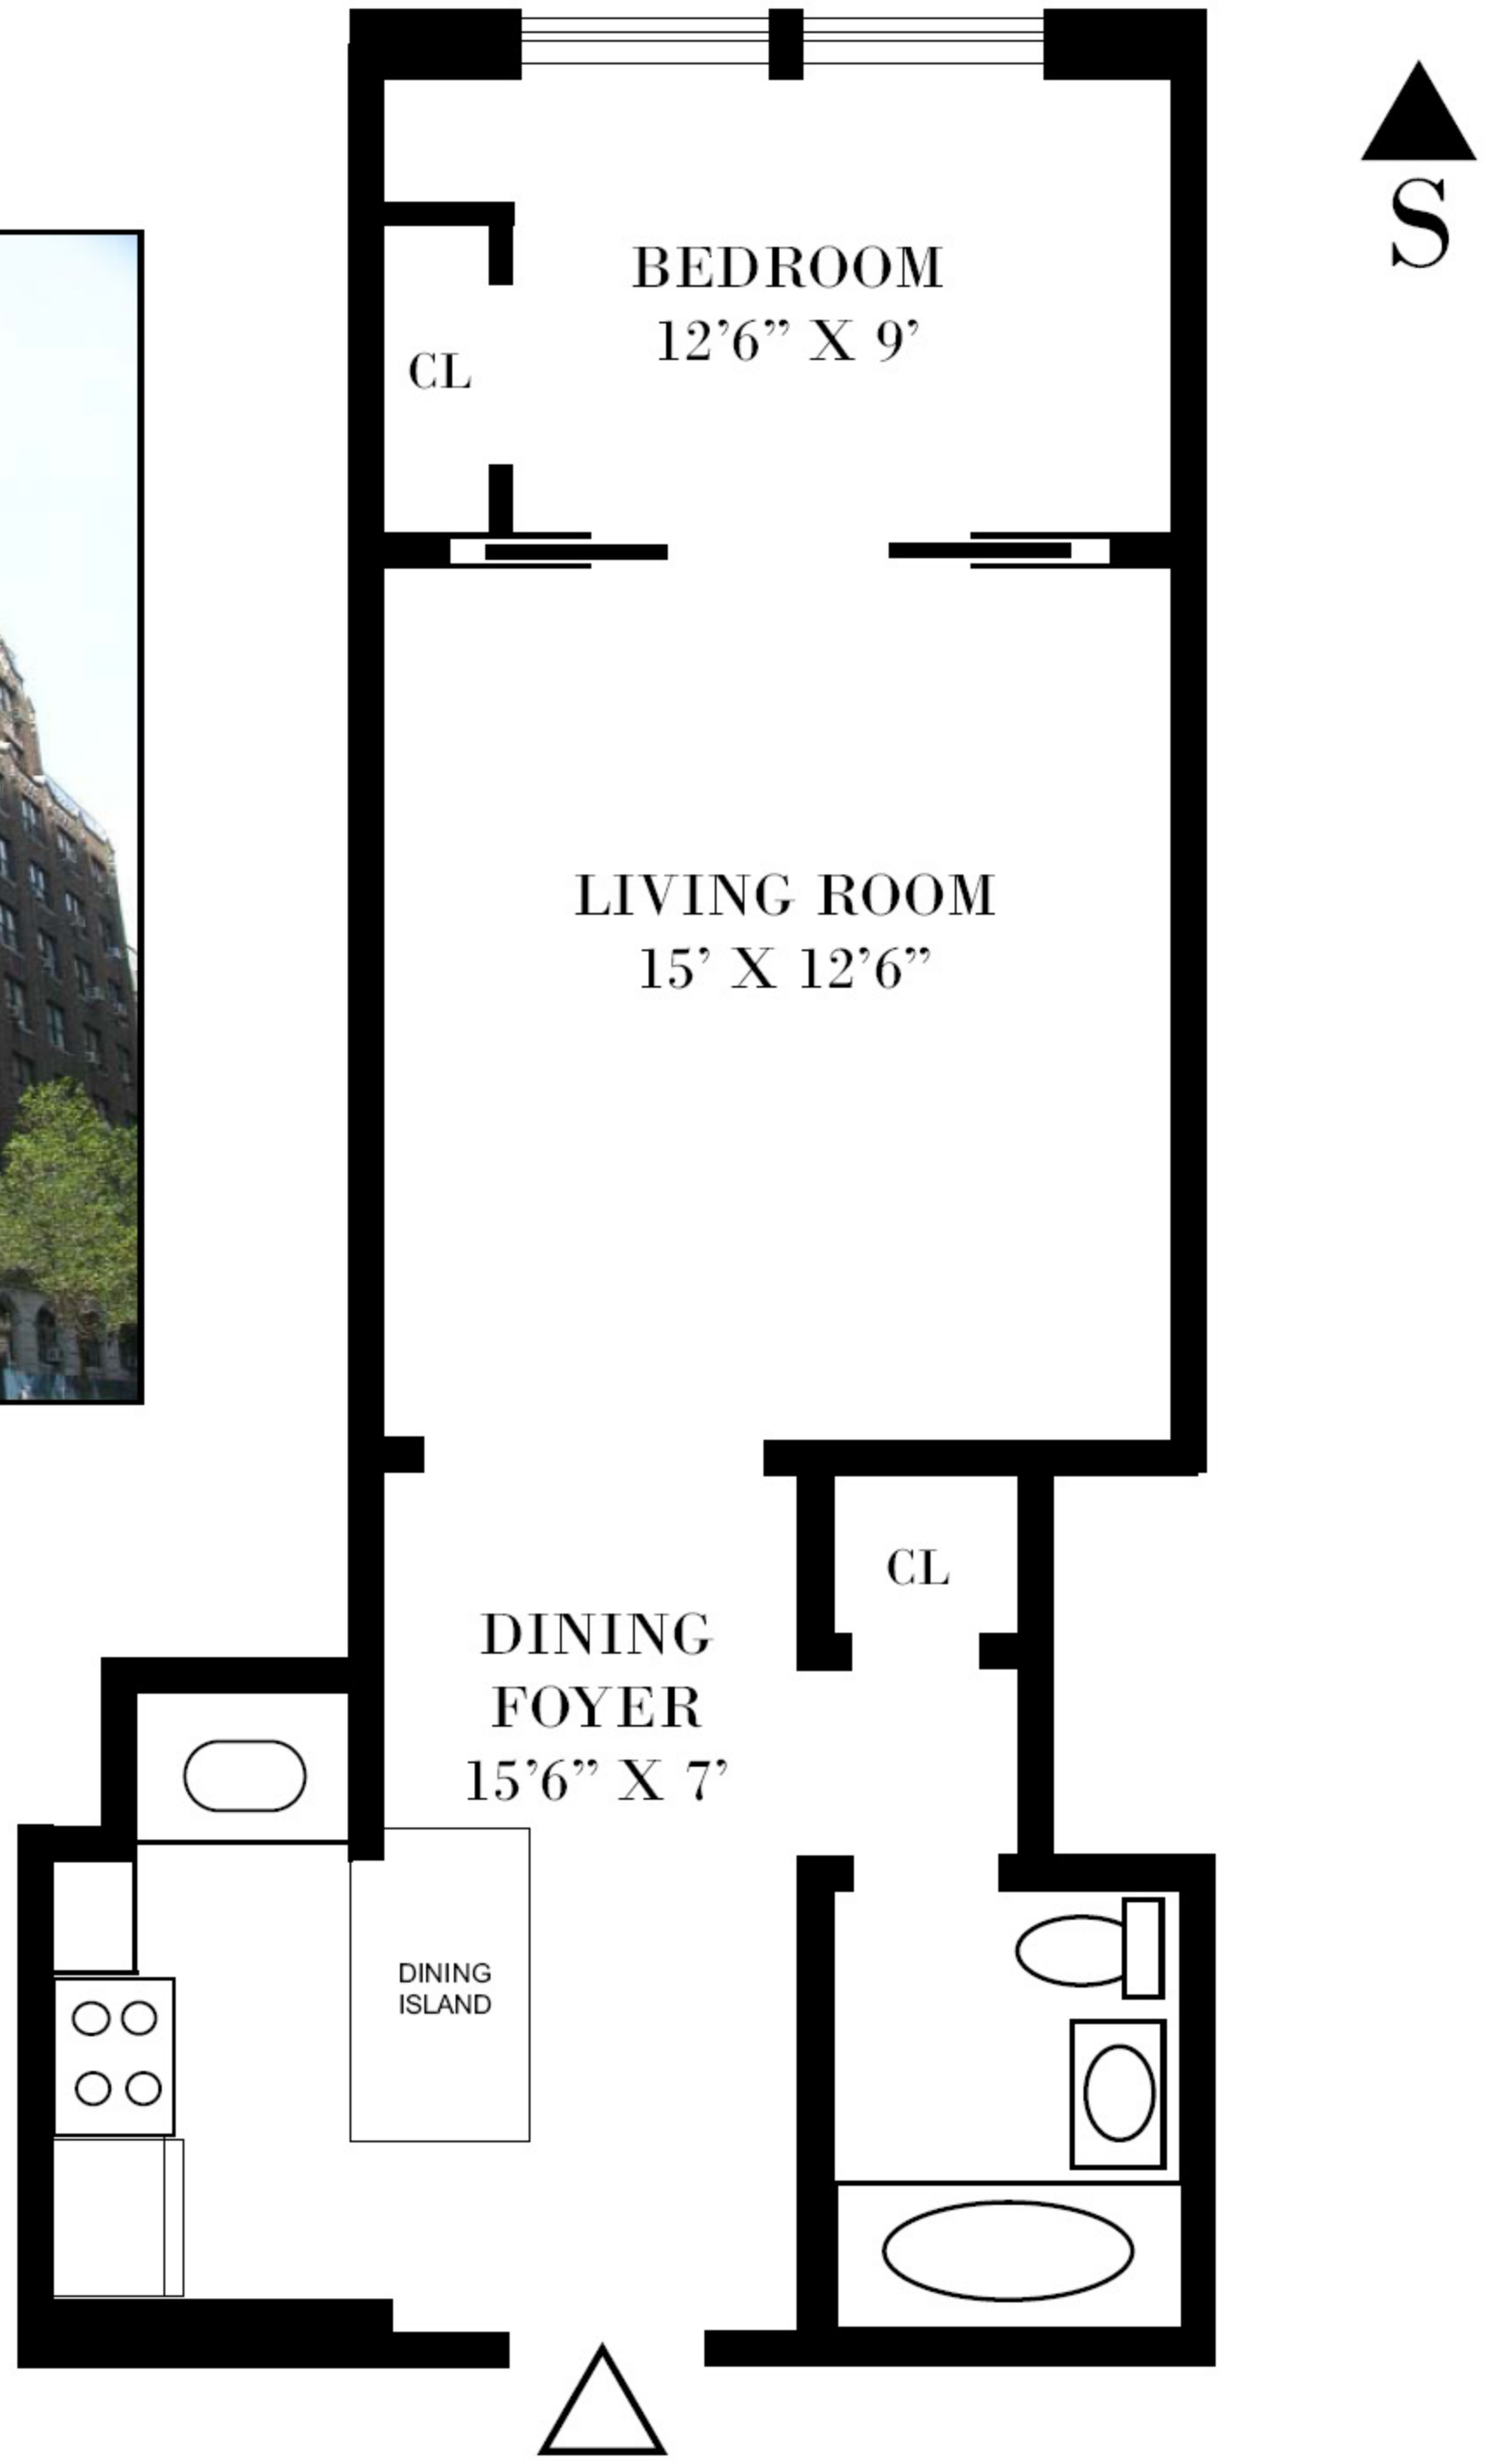 S
BEDROOM
12’6” X 9’
CL
LIVING ROOM
15’ X 12’6”
CL
DINING
FOYER
15’6” X 7’
DINING
ISLAND